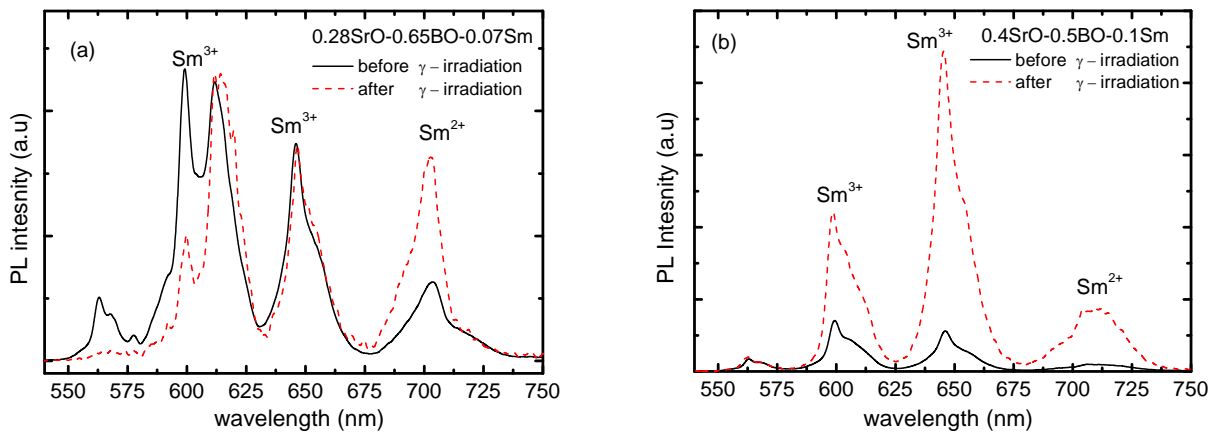 (a)
0.28SrO-0.65BO-0.07Sm
before γ – irradiation
after γ – irradiation
Sm³⁺
Sm³⁺
Sm²⁺
PL intesnity (a.u)
550 575 600 625 650 675 700 725 750
wavelength (nm)
(b)
0.4SrO-0.5BO-0.1Sm
before γ – irradiation
after γ – irradiation
Sm³⁺
Sm³⁺
Sm²⁺
PL Intesnity (a.u)
550 575 600 625 650 675 700 725 750
wavelength (nm)